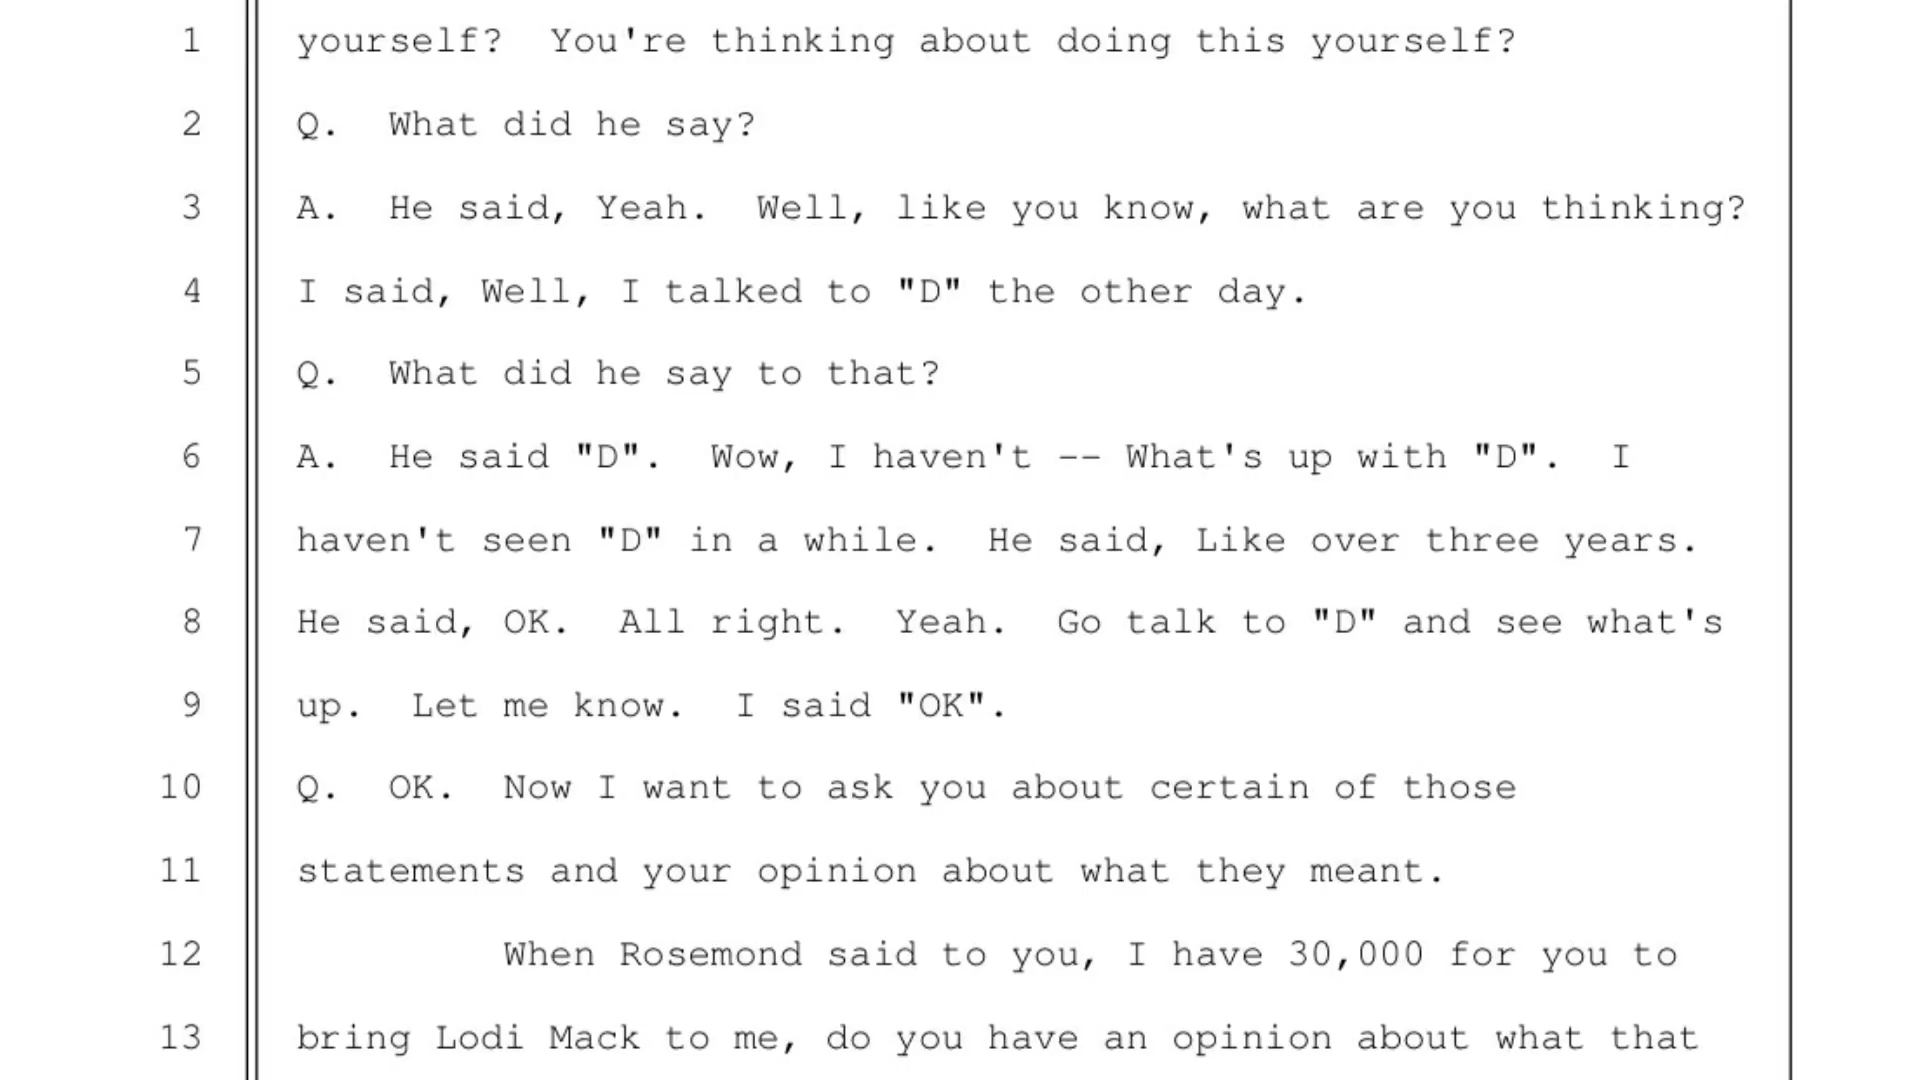 1 yourself?  You're thinking about doing this yourself?
2 Q.  What did he say?
3 A.  He said, Yeah.  Well, like you know, what are you thinking?
4 I said, Well, I talked to "D" the other day.
5 Q.  What did he say to that?
6 A.  He said "D".  Wow, I haven't -- What's up with "D".  I
7 haven't seen "D" in a while.  He said, Like over three years.
8 He said, OK.  All right.  Yeah.  Go talk to "D" and see what's
9 up.  Let me know.  I said "OK".
10 Q.  OK.  Now I want to ask you about certain of those
11 statements and your opinion about what they meant.
12 When Rosemond said to you, I have 30,000 for you to
13 bring Lodi Mack to me, do you have an opinion about what that